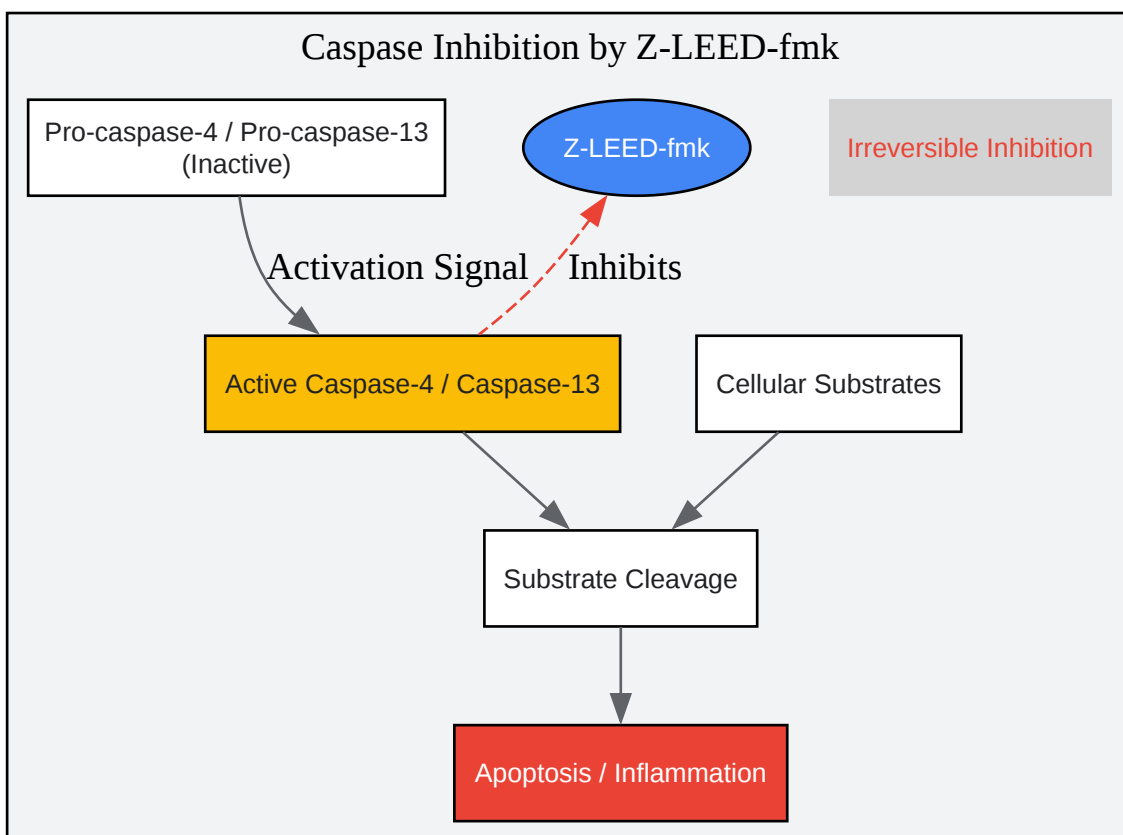 Caspase Inhibition by Z-LEED-fmk
Pro-caspase-4 / Pro-caspase-13
(Inactive)
Z-LEED-fmk
Irreversible Inhibition
Activation Signal
Inhibits
Active Caspase-4 / Caspase-13
Cellular Substrates
Substrate Cleavage
Apoptosis / Inflammation